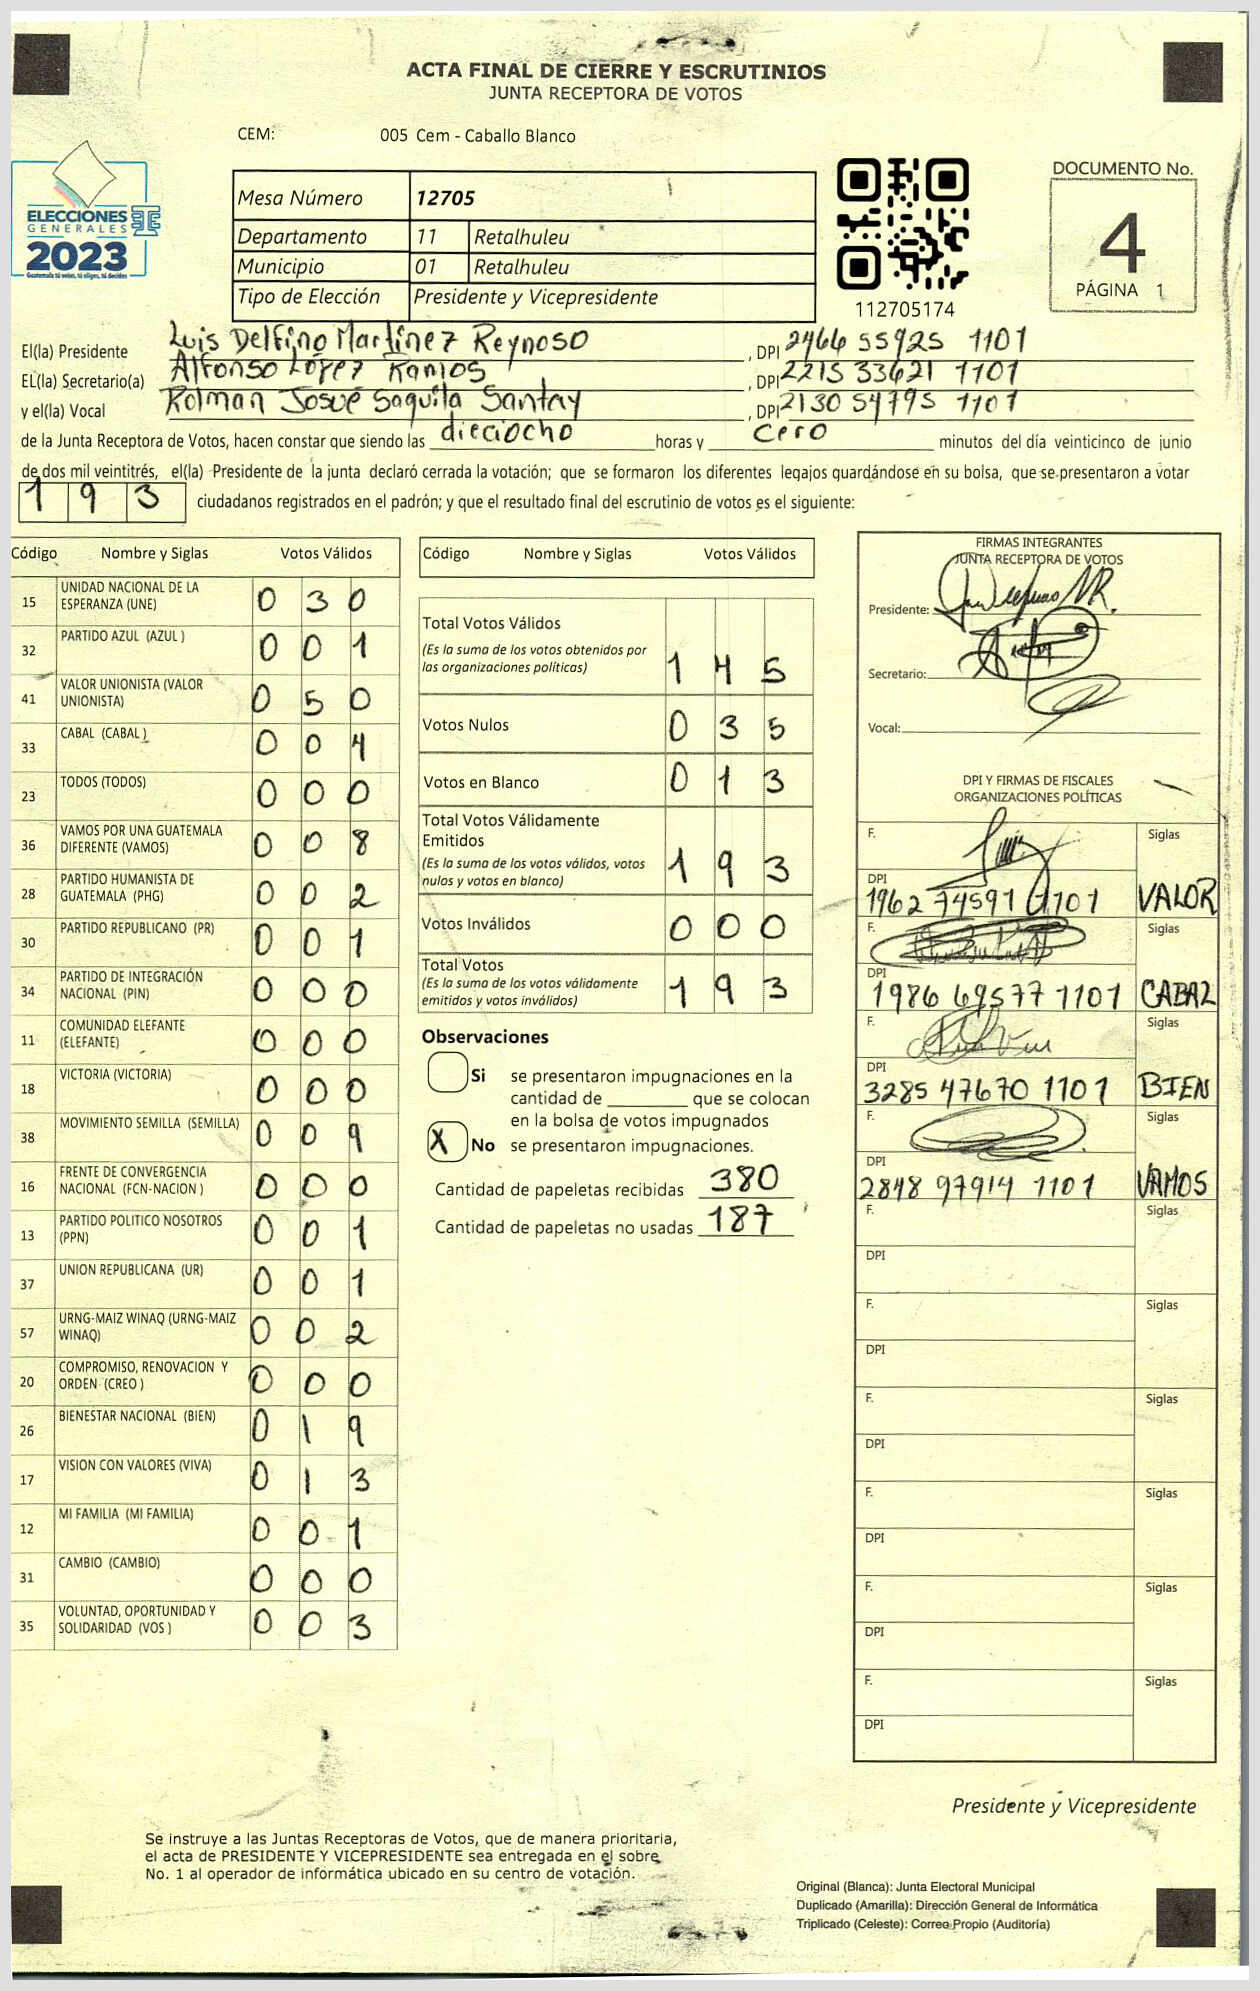 ACTA FINAL DE CIERRE Y ESCRUTINIOS
JUNTA RECEPTORA DE VOTOS
CEM: 005 Cem - Caballo Blanco
ELECCIONES
GENERALES
2023
Guatemala tú votas, tú eliges, tú decides
Mesa Número 12705
Departamento 11 Retalhuleu
Municipio 01 Retalhuleu
Tipo de Elección Presidente y Vicepresidente
112705174
DOCUMENTO No.
4
PÁGINA 1
El(la) Presidente Luis Delfino Martínez Reynoso, DPI 2466 55925 1101
EL(la) Secretario(a) Alfonso López Ramos, DPI 2215 33621 1101
y el(la) Vocal Rolman Josué Saquila Santay, DPI 2130 54795 1101
de la Junta Receptora de Votos, hacen constar que siendo las dieciocho horas y cero minutos del día veinticinco de junio
de dos mil veintitrés, el(la) Presidente de la junta declaró cerrada la votación; que se formaron los diferentes legajos guardándose en su bolsa, que se presentaron a votar
193 ciudadanos registrados en el padrón; y que el resultado final del escrutinio de votos es el siguiente:
Código Nombre y Siglas Votos Válidos
15 UNIDAD NACIONAL DE LA ESPERANZA (UNE) 0 3 0
32 PARTIDO AZUL (AZUL ) 0 0 1
41 VALOR UNIONISTA (VALOR UNIONISTA) 0 5 0
33 CABAL (CABAL ) 0 0 4
23 TODOS (TODOS) 0 0 0
36 VAMOS POR UNA GUATEMALA DIFERENTE (VAMOS) 0 0 8
28 PARTIDO HUMANISTA DE GUATEMALA (PHG) 0 0 2
30 PARTIDO REPUBLICANO (PR) 0 0 1
34 PARTIDO DE INTEGRACIÓN NACIONAL (PIN) 0 0 0
11 COMUNIDAD ELEFANTE (ELEFANTE) 0 0 0
18 VICTORIA (VICTORIA) 0 0 0
38 MOVIMIENTO SEMILLA (SEMILLA) 0 0 9
16 FRENTE DE CONVERGENCIA NACIONAL (FCN-NACION ) 0 0 0
13 PARTIDO POLITICO NOSOTROS (PPN) 0 0 1
37 UNION REPUBLICANA (UR) 0 0 1
57 URNG-MAIZ WINAQ (URNG-MAIZ WINAQ) 0 0 2
20 COMPROMISO, RENOVACION Y ORDEN (CREO ) 0 0 0
26 BIENESTAR NACIONAL (BIEN) 0 1 9
17 VISION CON VALORES (VIVA) 0 1 3
12 MI FAMILIA (MI FAMILIA) 0 0 1
31 CAMBIO (CAMBIO) 0 0 0
35 VOLUNTAD, OPORTUNIDAD Y SOLIDARIDAD (VOS ) 0 0 3
Código Nombre y Siglas Votos Válidos
Total Votos Válidos
(Es la suma de los votos obtenidos por
las organizaciones políticas) 1 4 5
Votos Nulos 0 3 5
Votos en Blanco 0 1 3
Total Votos Válidamente
Emitidos
(Es la suma de los votos válidos, votos
nulos y votos en blanco) 1 9 3
Votos Inválidos 0 0 0
Total Votos
(Es la suma de los votos válidamente
emitidos y votos inválidos) 1 9 3
Observaciones
Si se presentaron impugnaciones en la
cantidad de ________ que se colocan
en la bolsa de votos impugnados
X No se presentaron impugnaciones.
Cantidad de papeletas recibidas 380
Cantidad de papeletas no usadas 187
FIRMAS INTEGRANTES
JUNTA RECEPTORA DE VOTOS
Presidente:
Secretario:
Vocal:
DPI Y FIRMAS DE FISCALES
ORGANIZACIONES POLÍTICAS
F. Siglas
DPI
1962 74591 1101 VALOR
F. Siglas
DPI
1986 69577 1101 CABAL
F. Siglas
DPI
3285 47670 1101 BIEN
F. Siglas
DPI
2848 97914 1101 VAMOS
F. Siglas
DPI
F. Siglas
DPI
F. Siglas
DPI
F. Siglas
DPI
F. Siglas
DPI
F. Siglas
DPI
Presidente y Vicepresidente
Se instruye a las Juntas Receptoras de Votos, que de manera prioritaria,
el acta de PRESIDENTE Y VICEPRESIDENTE sea entregada en el sobre
No. 1 al operador de informática ubicado en su centro de votación.
Original (Blanca): Junta Electoral Municipal
Duplicado (Amarilla): Dirección General de Informática
Triplicado (Celeste): Correo Propio (Auditoría)